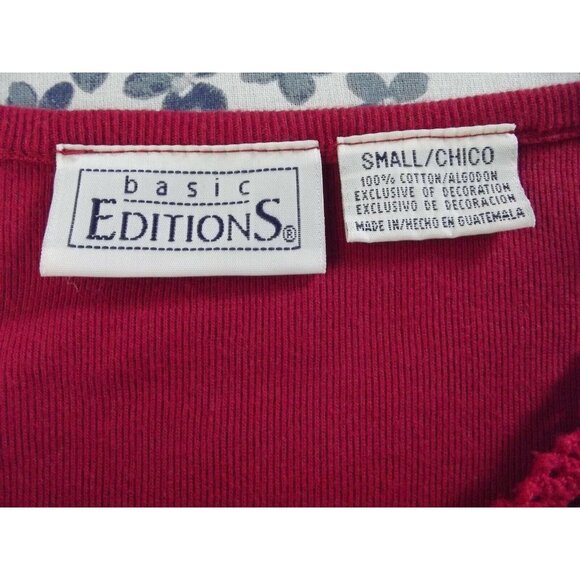 basic
EDITIONS®
SMALL/CHICO
100% COTTON/ALGODON
EXCLUSIVE OF DECORATION
EXCLUSIVO DE DECORACION
MADE IN/HECHO EN GUATEMALA